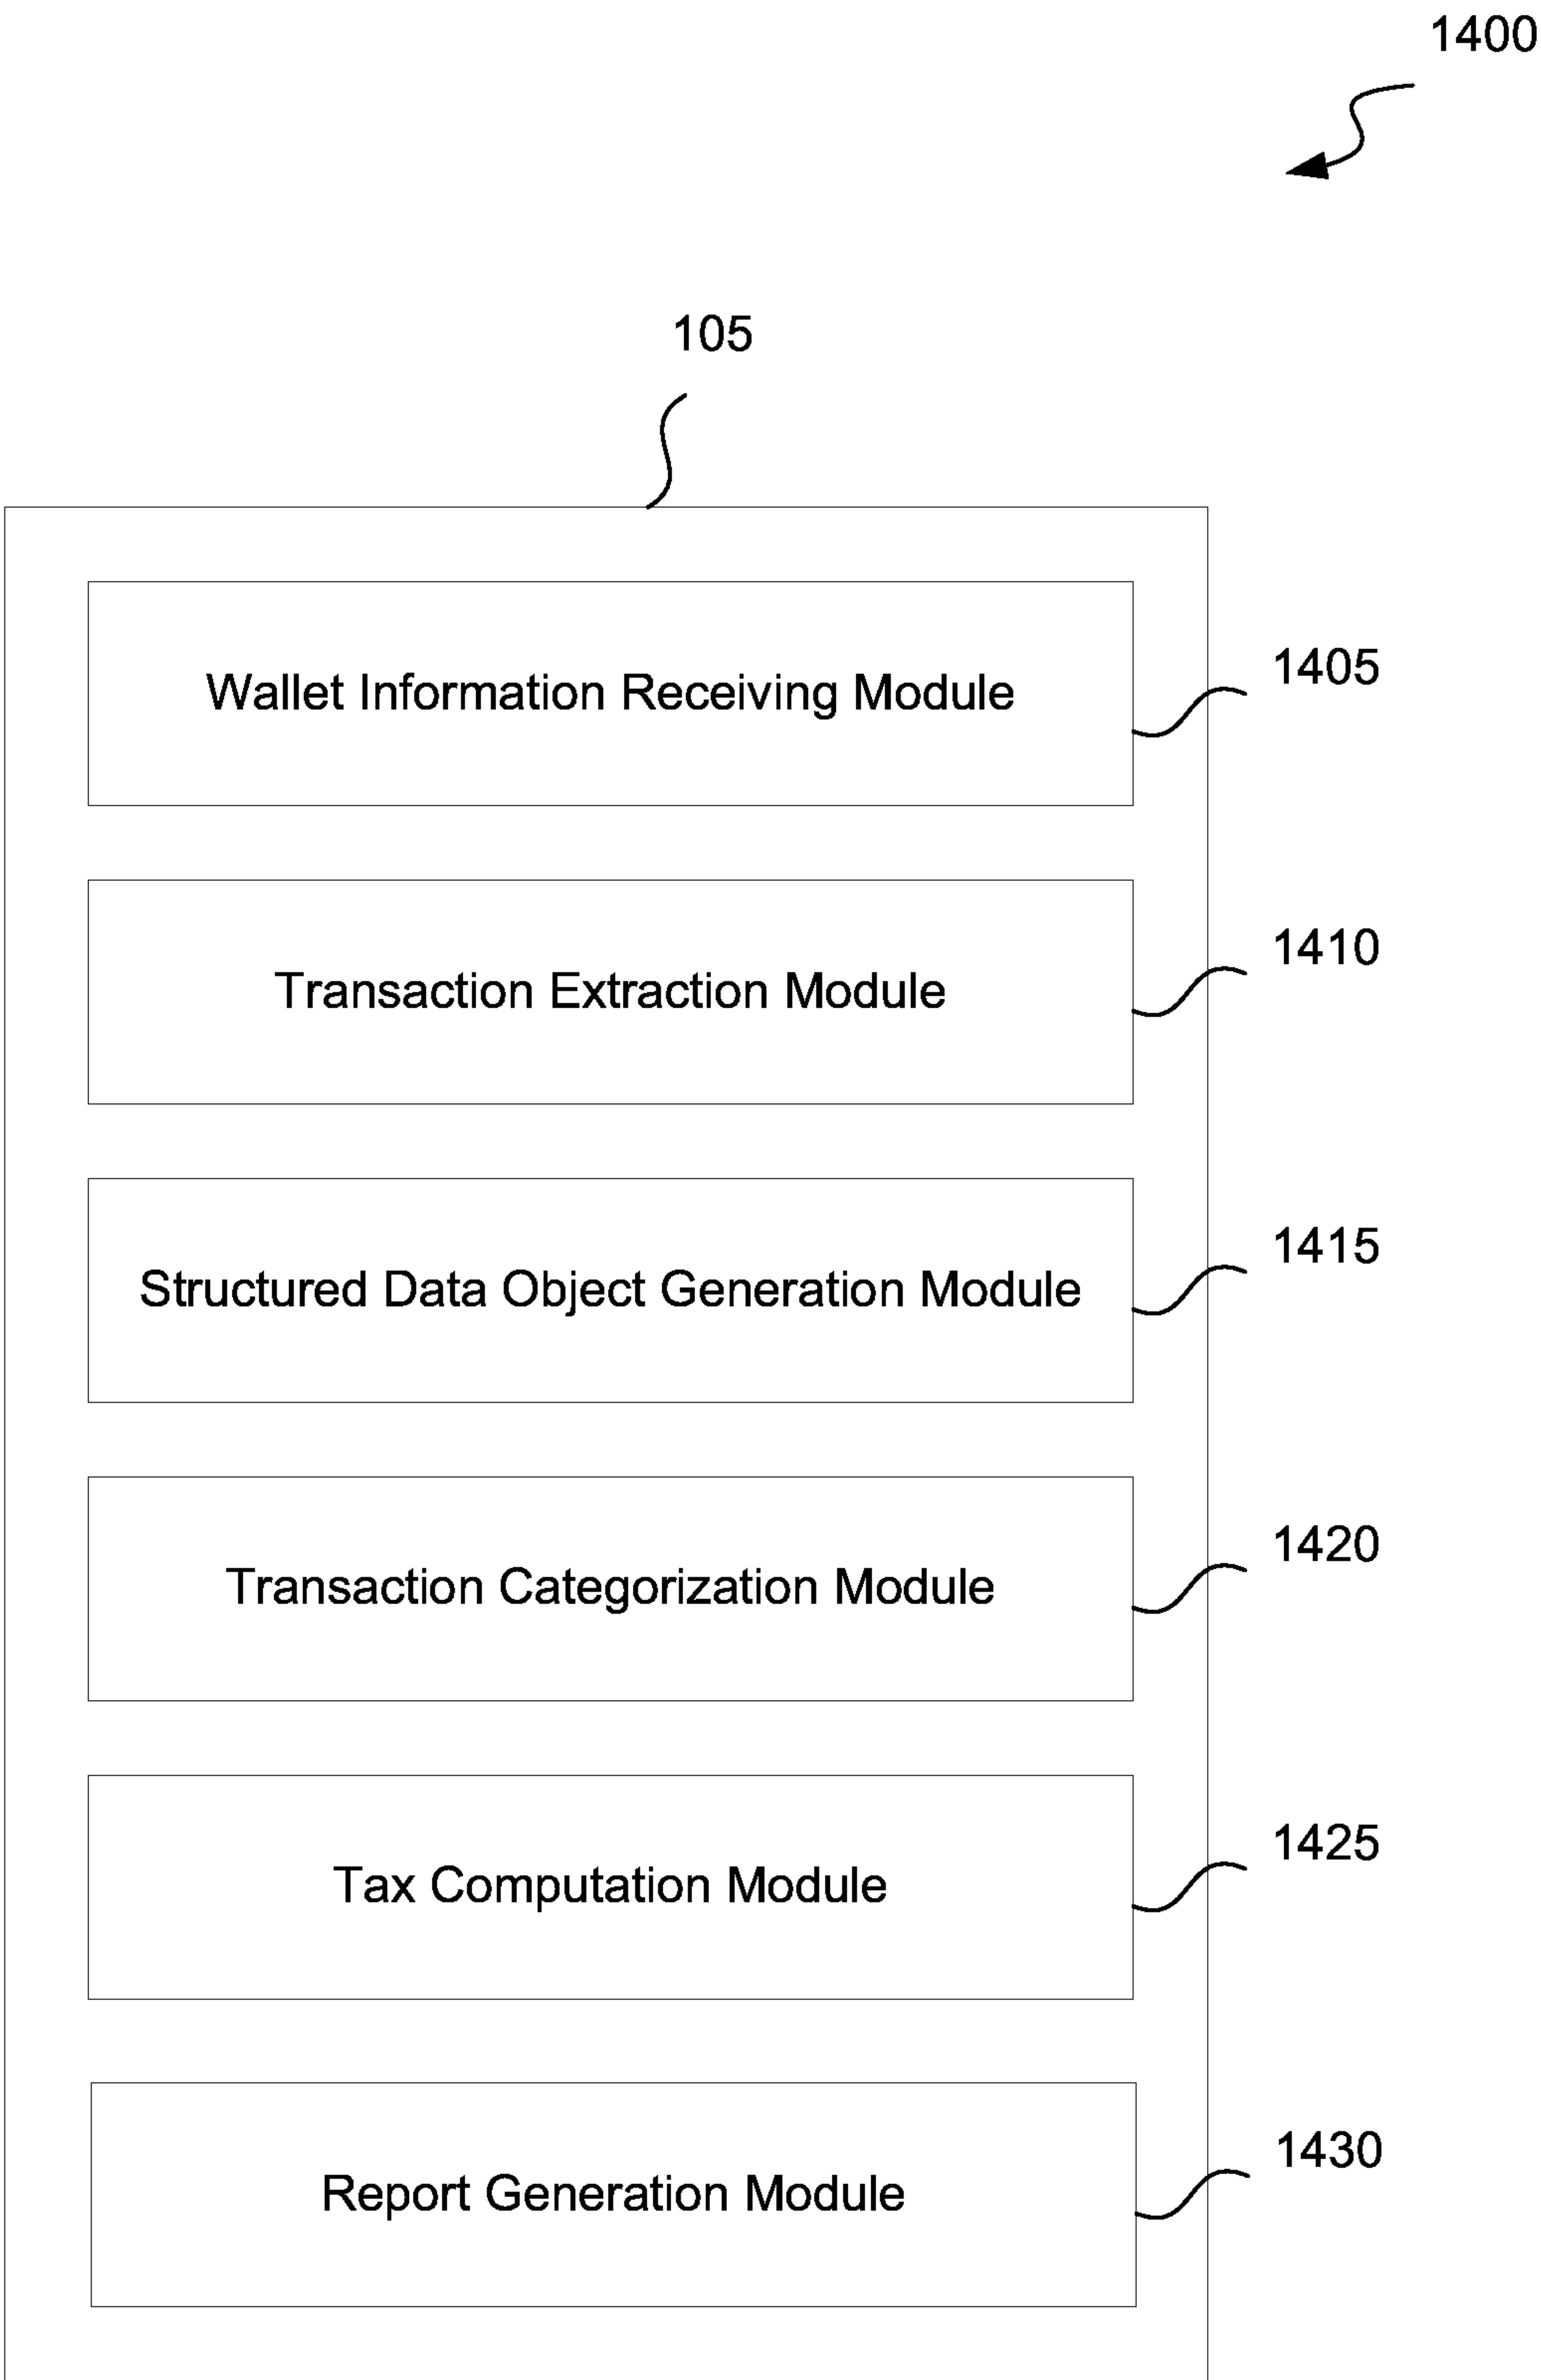 1400
105
Wallet Information Receiving Module
1405
Transaction Extraction Module
1410
Structured Data Object Generation Module
1415
Transaction Categorization Module
1420
Tax Computation Module
1425
Report Generation Module
1430